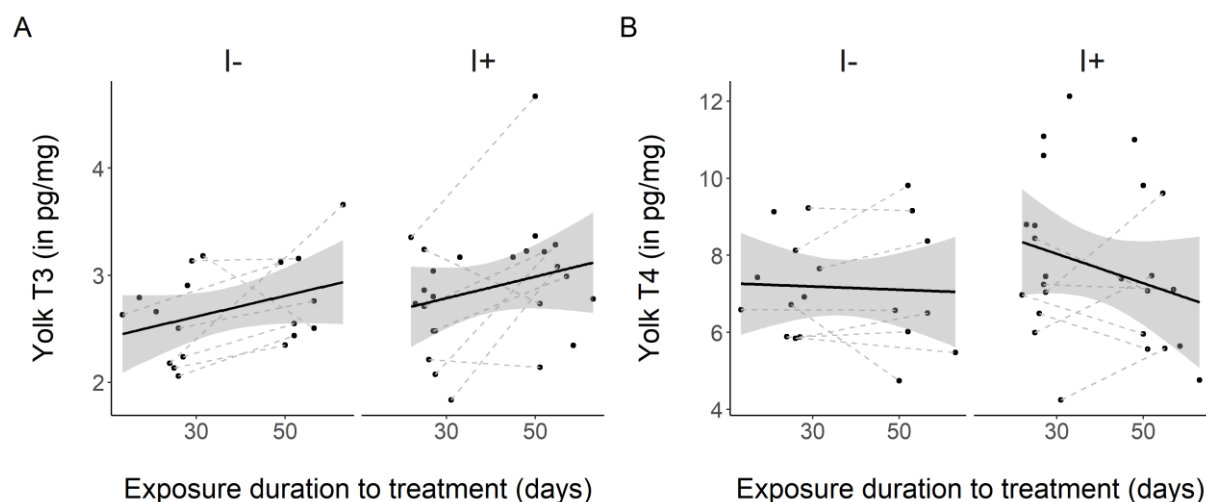 A
I-
I+
Yolk T3 (in pg/mg)
4
3
2
30
50
30
50
Exposure duration to treatment (days)
B
I-
I+
Yolk T4 (in pg/mg)
12
10
8
6
4
30
50
30
50
Exposure duration to treatment (days)